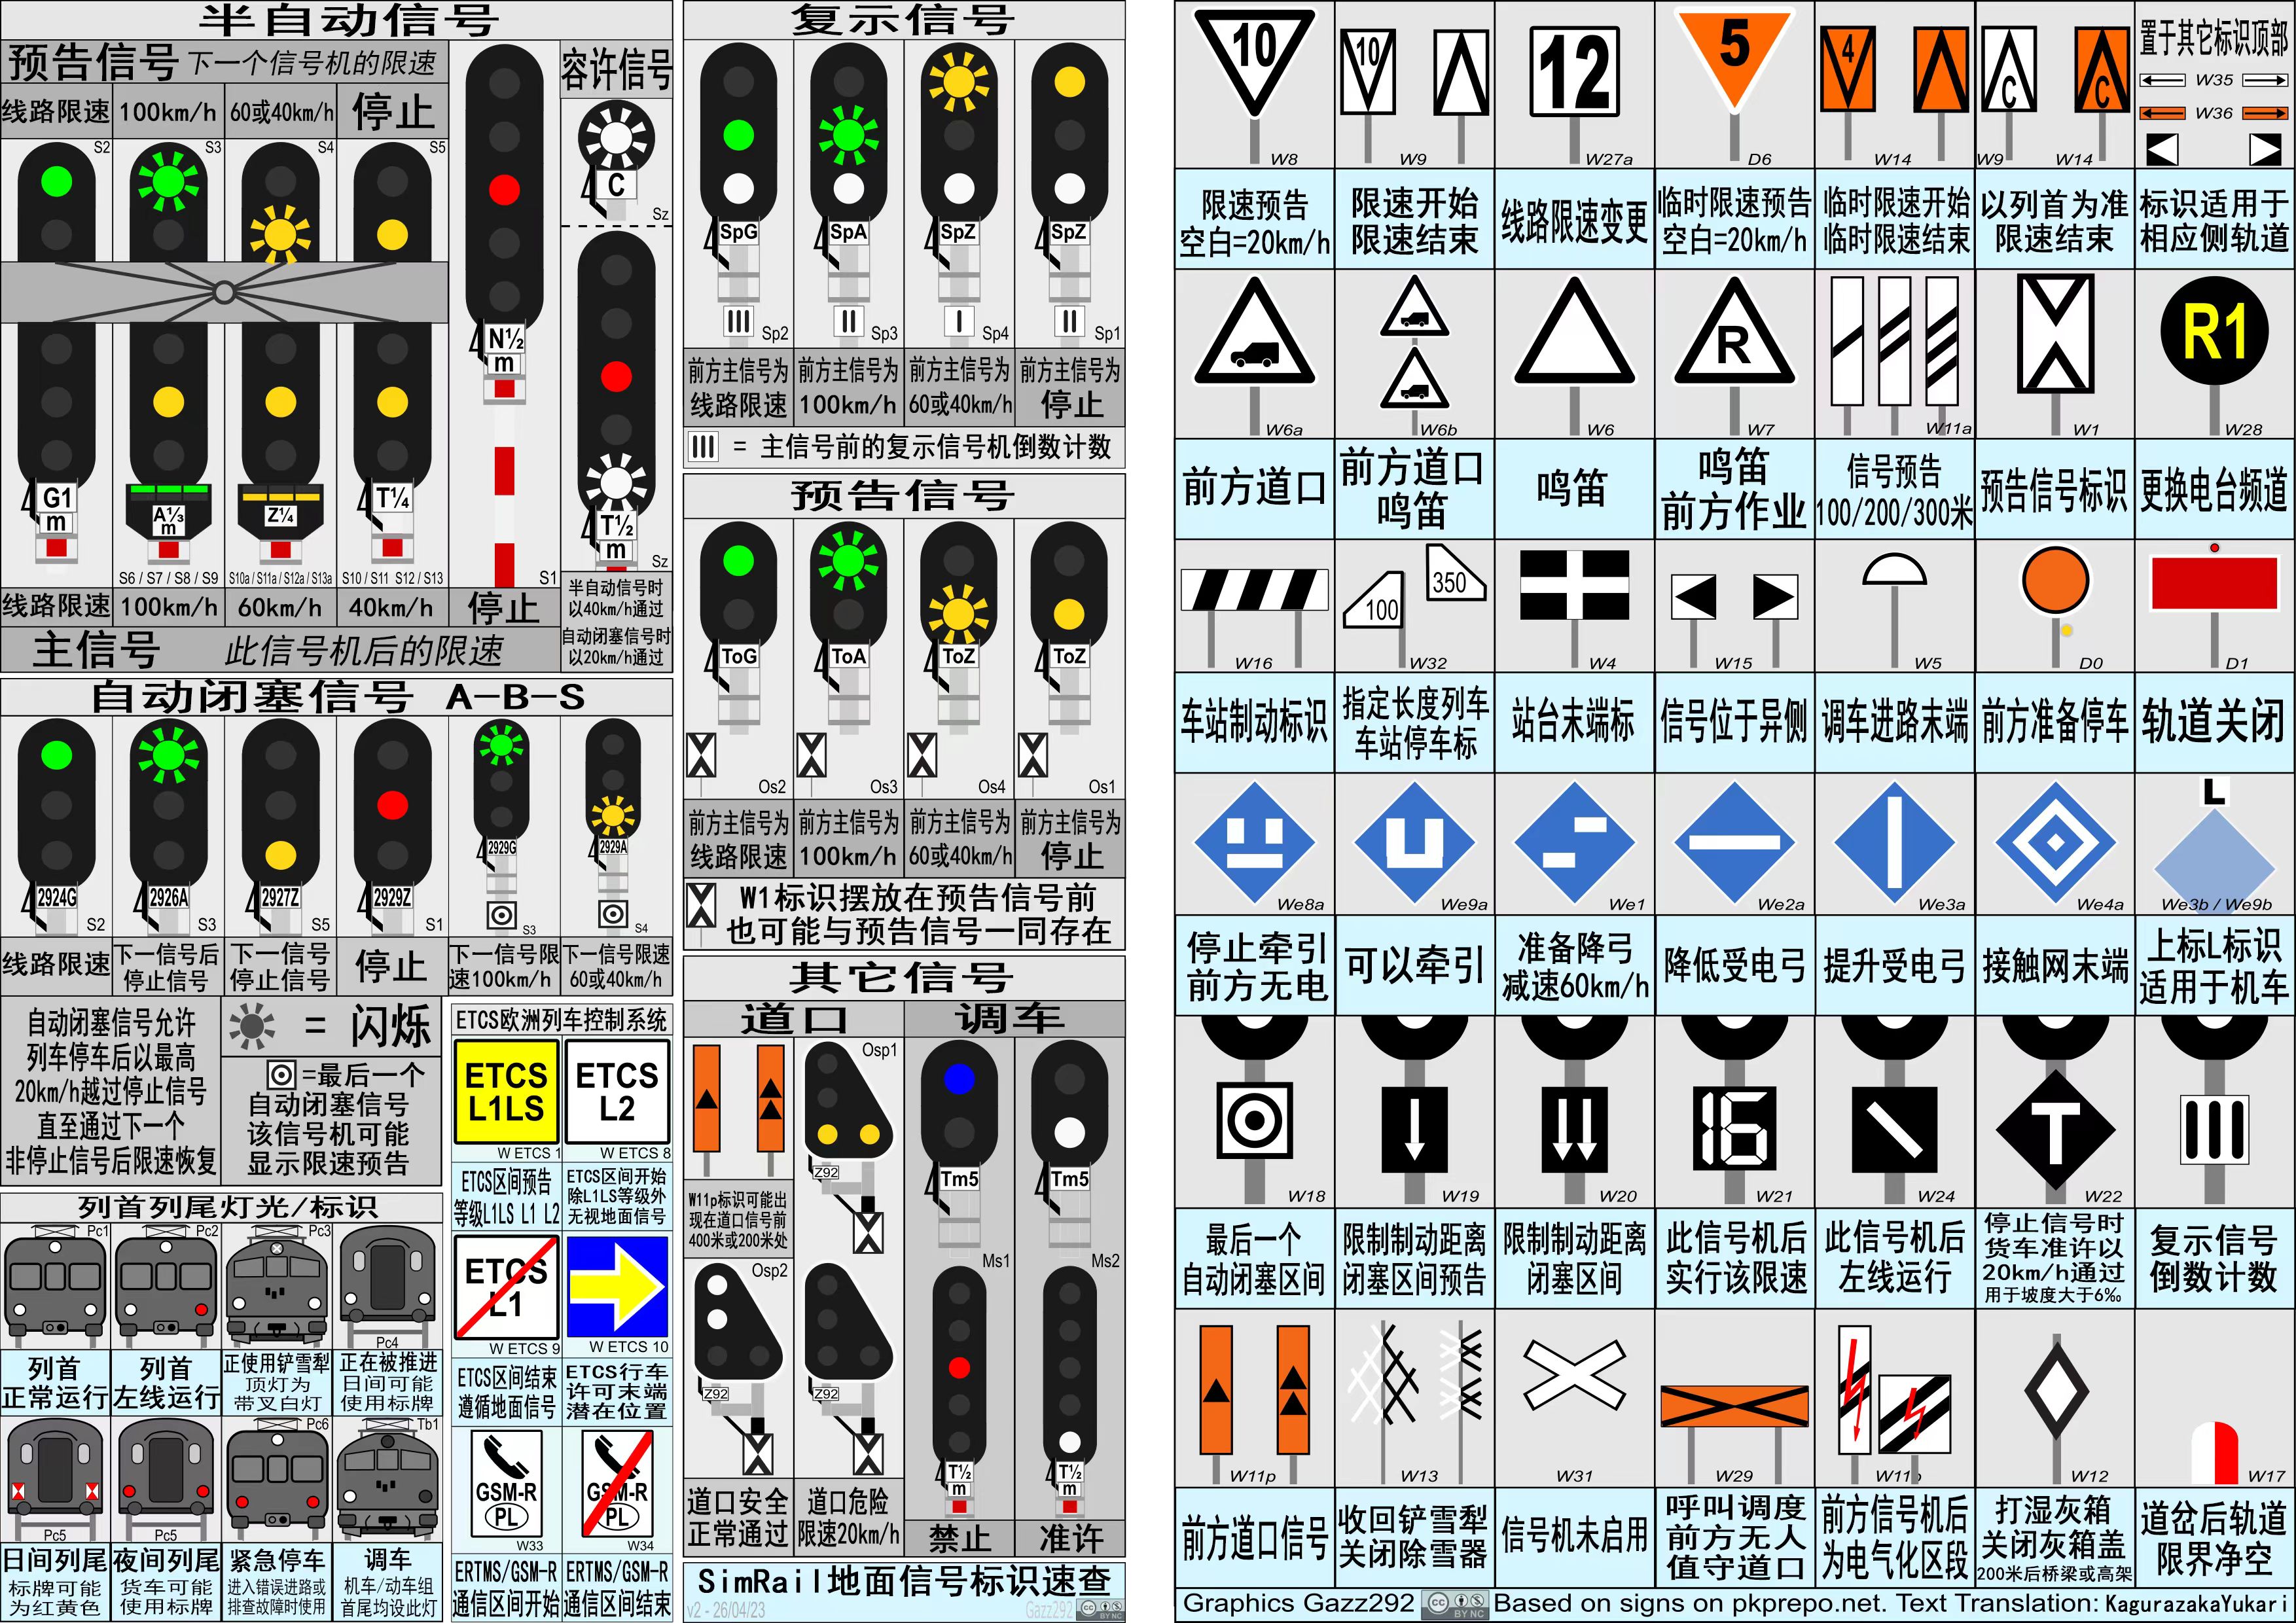 半自动信号
预告信号 下一个信号机的限速
线路限速 100km/h 60或40km/h 停止
S2 S3 S4 S5
G1 m
A⅓ m
Z¼
T¼
S6 / S7 / S8 / S9
S10a / S11a / S12a / S13a
S10 / S11 S12 / S13
线路限速 100km/h 60km/h 40km/h
N½ m
S1
停止
主信号 此信号机后的限速
容许信号
C
Sz
T½ m
Sz
半自动信号时
以40km/h通过
自动闭塞信号时
以20km/h通过
自动闭塞信号 A-B-S
2924G 2926A 2927Z 2929Z 2929G 2929A
S2 S3 S5 S1 S3 S4
线路限速
下一信号后
停止信号
下一信号
停止信号
停止
下一信号限
速100km/h
下一信号限速
60或40km/h
自动闭塞信号允许
列车停车后以最高
20km/h越过停止信号
直至通过下一个
非停止信号后限速恢复
= 闪烁
=最后一个
自动闭塞信号
该信号机可能
显示限速预告
列首列尾灯光/标识
Pc1 Pc2 Pc3 Pc4
列首
正常运行
列首
左线运行
正使用铲雪犁
顶灯为
带叉白灯
正在被推进
日间可能
使用标牌
Pc5 Pc5 Pc6 Tb1
日间列尾
标牌可能
为红黄色
夜间列尾
货车可能
使用标牌
紧急停车
进入错误进路或
排查故障时使用
调车
机车/动车组
首尾均设此灯
ETCS欧洲列车控制系统
ETCS
L1LS
W ETCS 1
ETCS
L2
W ETCS 8
ETCS区间预告
等级L1LS L1 L2
ETCS区间开始
除L1LS等级外
无视地面信号
ETCS
L1
W ETCS 9
W ETCS 10
ETCS区间结束
遵循地面信号
ETCS行车
许可末端
潜在位置
GSM-R
PL
W33
GSM-R
PL
W34
ERTMS/GSM-R
通信区间开始
ERTMS/GSM-R
通信区间结束
复示信号
SpG SpA SpZ SpZ
Sp2 Sp3 Sp4 Sp1
前方主信号为
线路限速
前方主信号为
100km/h
前方主信号为
60或40km/h
前方主信号为
停止
= 主信号前的复示信号机倒数计数
预告信号
ToG ToA ToZ ToZ
Os2 Os3 Os4 Os1
前方主信号为
线路限速
前方主信号为
100km/h
前方主信号为
60或40km/h
前方主信号为
停止
W1标识摆放在预告信号前
也可能与预告信号一同存在
其它信号
道口 调车
W11p标识可能出
现在道口信号前
400米或200米处
Osp1
Z92
Osp2
Z92
Z92
道口安全
正常通过
道口危险
限速20km/h
Tm5 Tm5
Ms1 Ms2
T½ m
T½ m
禁止 准许
SimRail地面信号标识速查
v2 - 26/04/23 Gazz292
BY NC
10
W8
10
W9
12
W27a
5
D6
4
W14
C C
W9 W14
置于其它标识顶部
W35
W36
限速预告
空白=20km/h
限速开始
限速结束
线路限速变更
临时限速预告
空白=20km/h
临时限速开始
临时限速结束
以列首为准
限速结束
标识适用于
相应侧轨道
W6a W6b W6
R
W7
W11a W1
R1
W28
前方道口
前方道口
鸣笛
鸣笛
鸣笛
前方作业
信号预告
100/200/300米
预告信号标识
更换电台频道
W16
100 350
W32
W4 W15 W5 D0 D1
车站制动标识
指定长度列车
车站停车标
站台末端标
信号位于异侧
调车进路末端
前方准备停车
轨道关闭
We8a We9a We1 We2a We3a We4a
L
We3b / We9b
停止牵引
前方无电
可以牵引
准备降弓
减速60km/h
降低受电弓
提升受电弓
接触网末端
上标L标识
适用于机车
W18 W19 W20
16
W21
W24
T
W22
最后一个
自动闭塞区间
限制制动距离
闭塞区间预告
限制制动距离
闭塞区间
此信号机后
实行该限速
此信号机后
左线运行
停止信号时
货车准许以
20km/h通过
用于坡度大于6‰
复示信号
倒数计数
W11p W13 W31 W29 W11b W12 W17
前方道口信号
收回铲雪犁
关闭除雪器
信号机未启用
呼叫调度
前方无人
值守道口
前方信号机后
为电气化区段
打湿灰箱
关闭灰箱盖
200米后桥梁或高架
道岔后轨道
限界净空
Graphics Gazz292 BY NC Based on signs on pkprepo.net. Text Translation: KagurazakaYukari